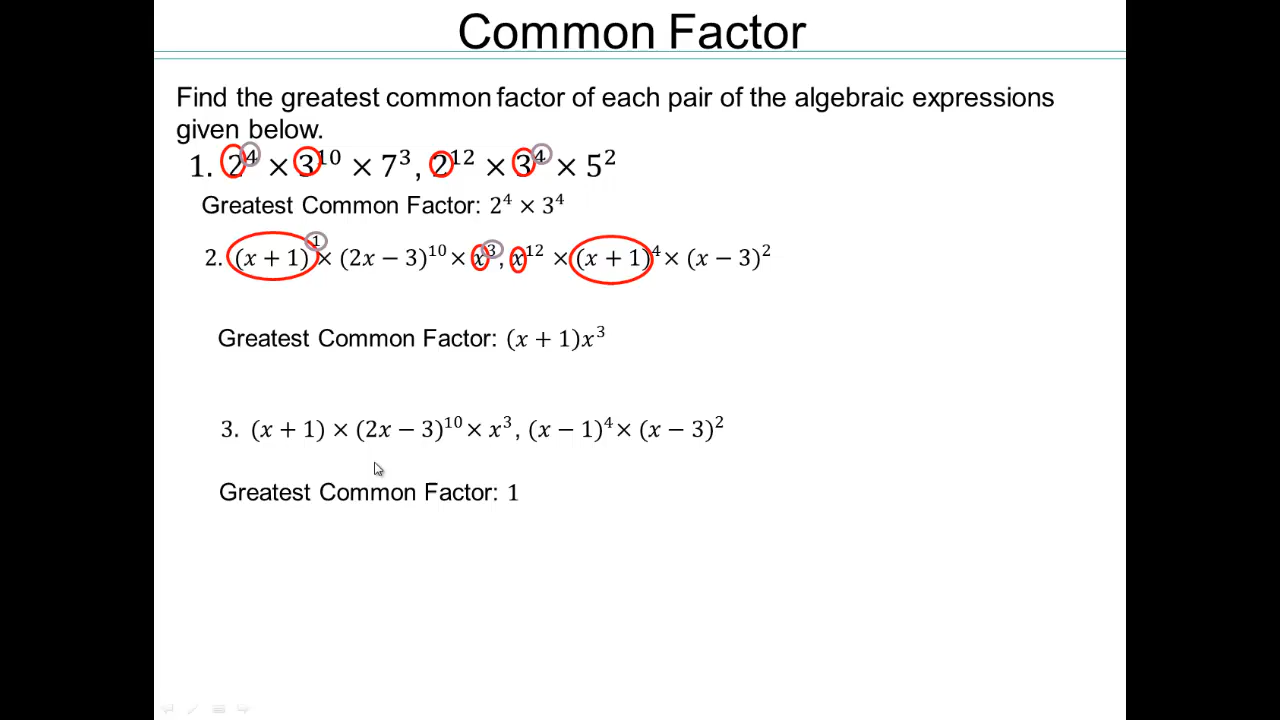 Common Factor
Find the greatest common factor of each pair of the algebraic expressions
given below.
1. 2⁴ × 3¹⁰ × 7³, 2¹² × 3⁴ × 5²
Greatest Common Factor: 2⁴ × 3⁴
2. (x + 1)¹ × (2x − 3)¹⁰ × x³, x¹² × (x + 1)⁴ × (x − 3)²
Greatest Common Factor: (x + 1)x³
3. (x + 1) × (2x − 3)¹⁰ × x³, (x − 1)⁴ × (x − 3)²
Greatest Common Factor: 1